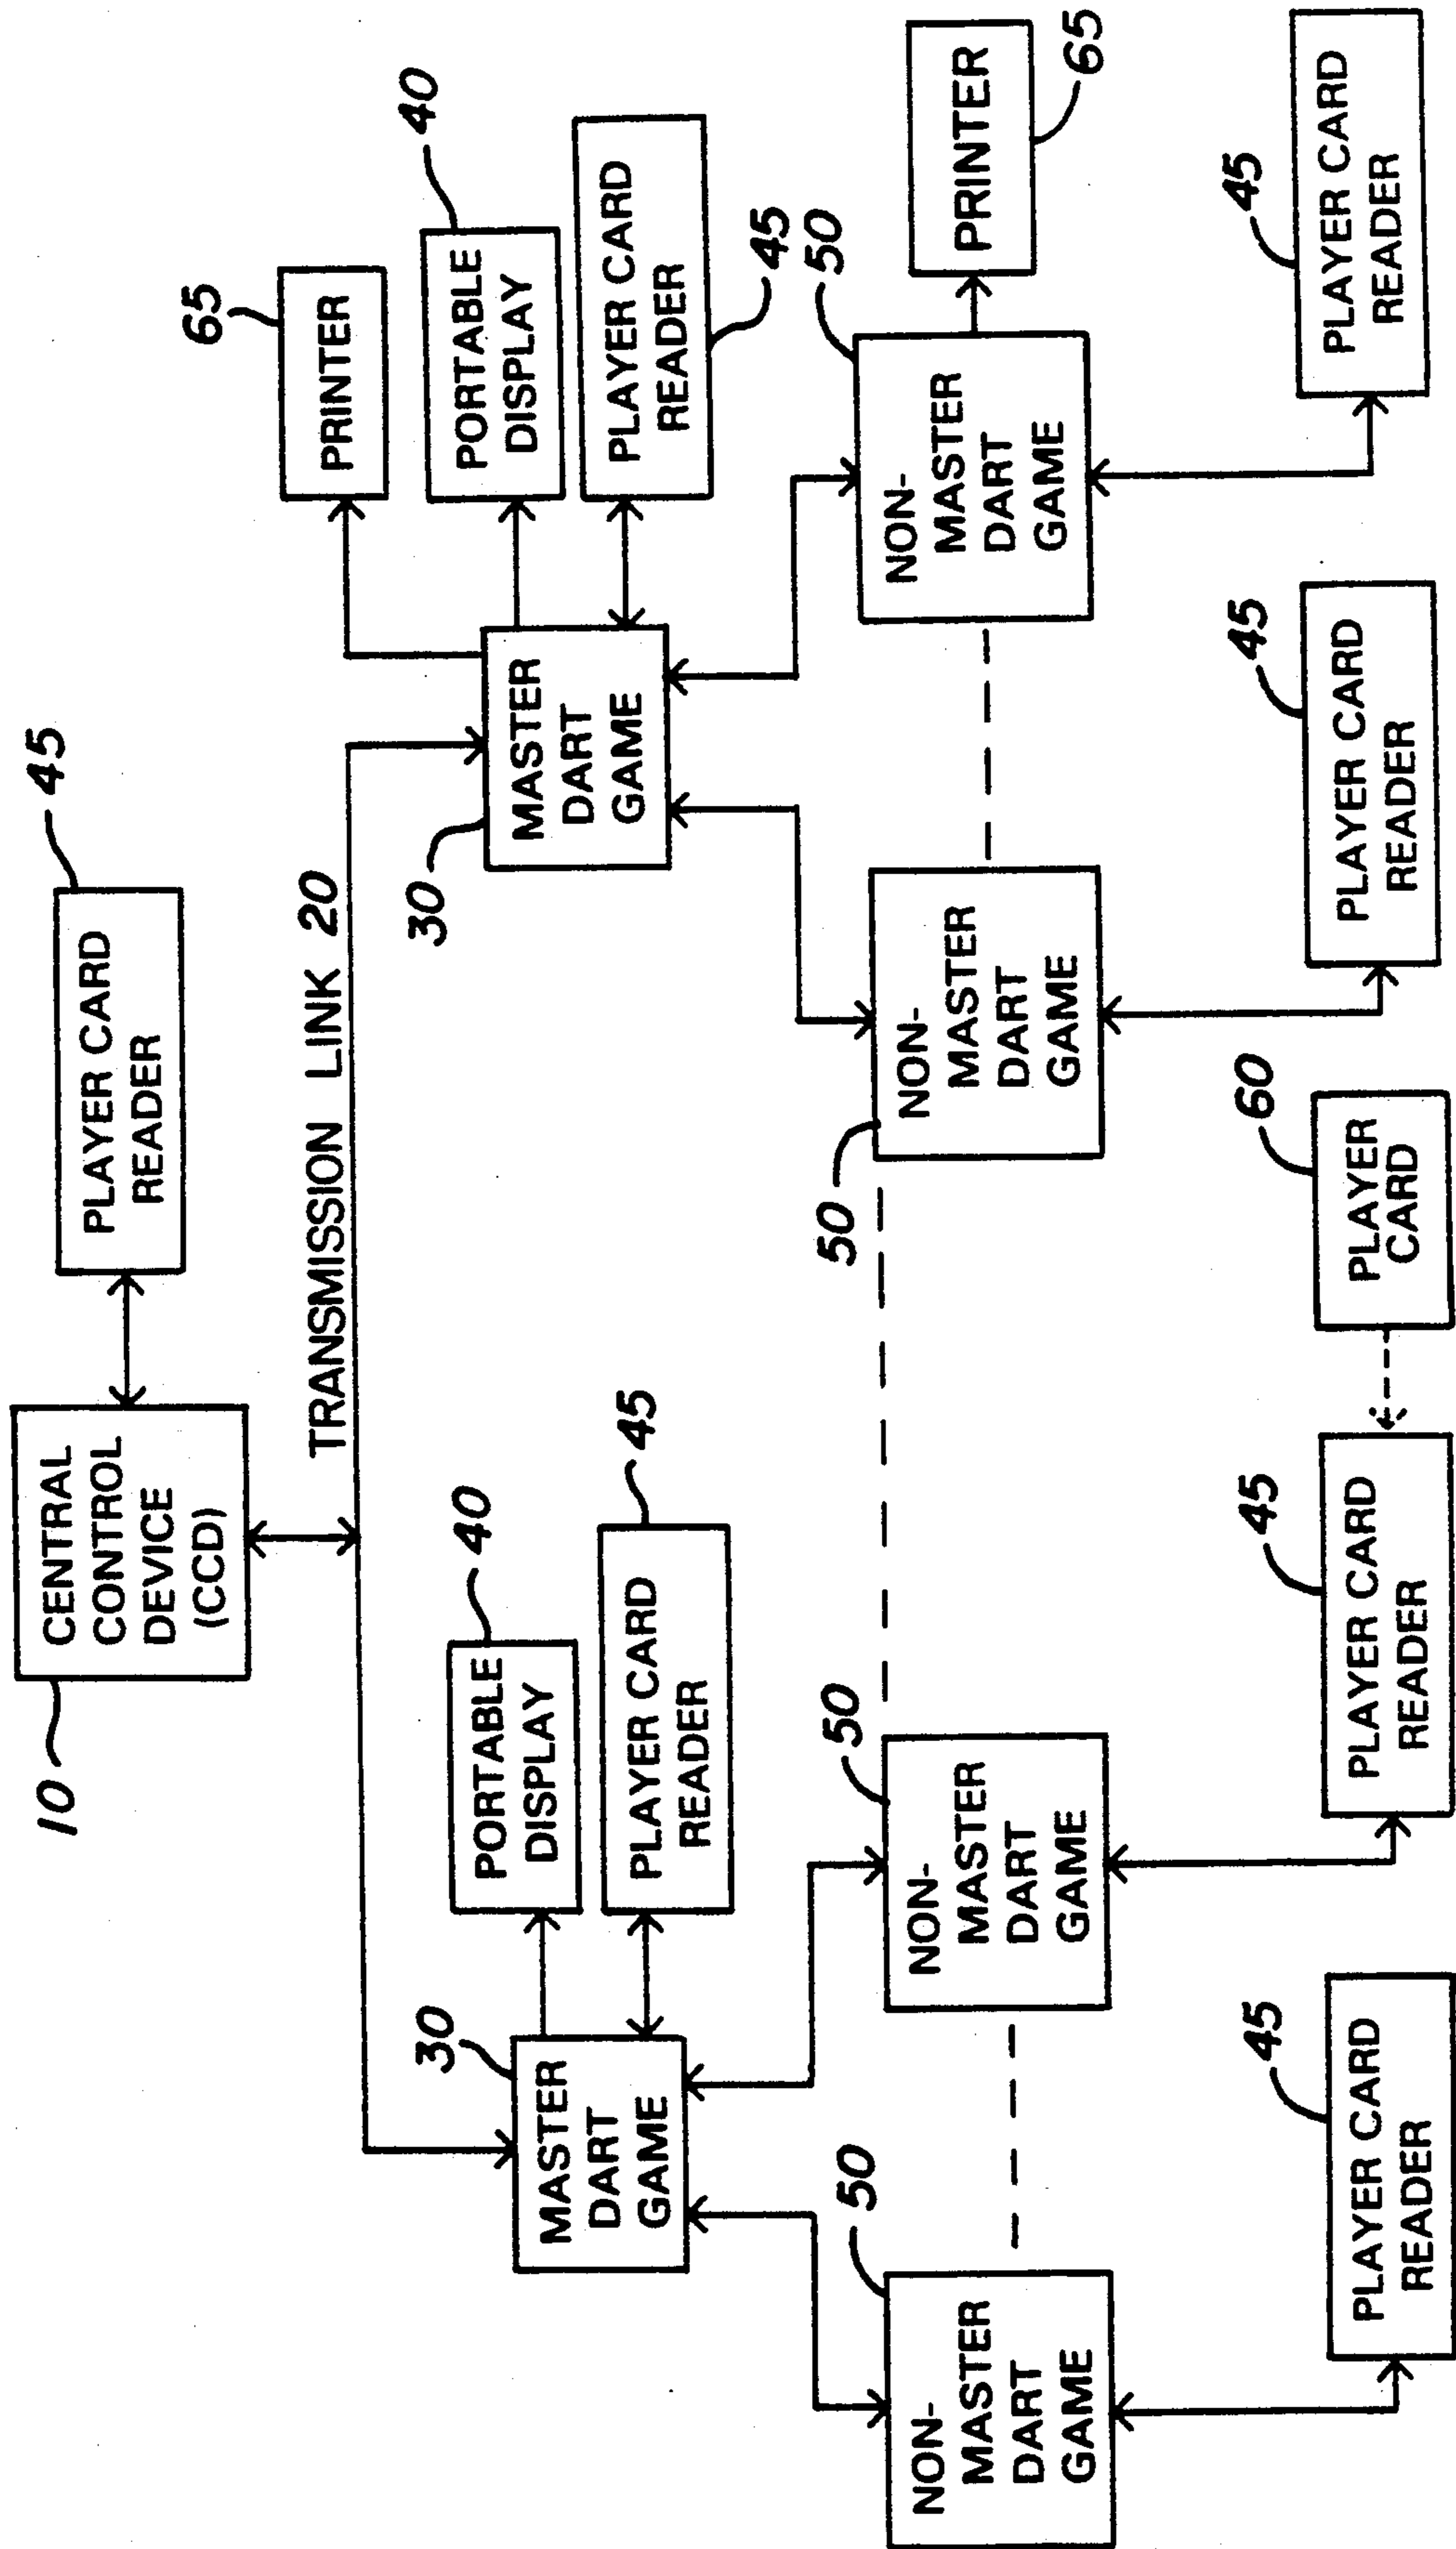 10
CENTRAL
CONTROL
DEVICE
(CCD)
PLAYER CARD
READER
45
TRANSMISSION LINK 20
30
MASTER
DART
GAME
40
PORTABLE
DISPLAY
45
PLAYER CARD
READER
30
MASTER
DART
GAME
65
PRINTER
40
PORTABLE
DISPLAY
PLAYER CARD
READER
45
50
NON-
MASTER
DART
GAME
50
NON-
MASTER
DART
GAME
50
NON-
MASTER
DART
GAME
50
NON-
MASTER
DART
GAME
PRINTER
65
45
PLAYER CARD
READER
45
PLAYER CARD
READER
60
PLAYER
CARD
45
PLAYER CARD
READER
45
PLAYER CARD
READER